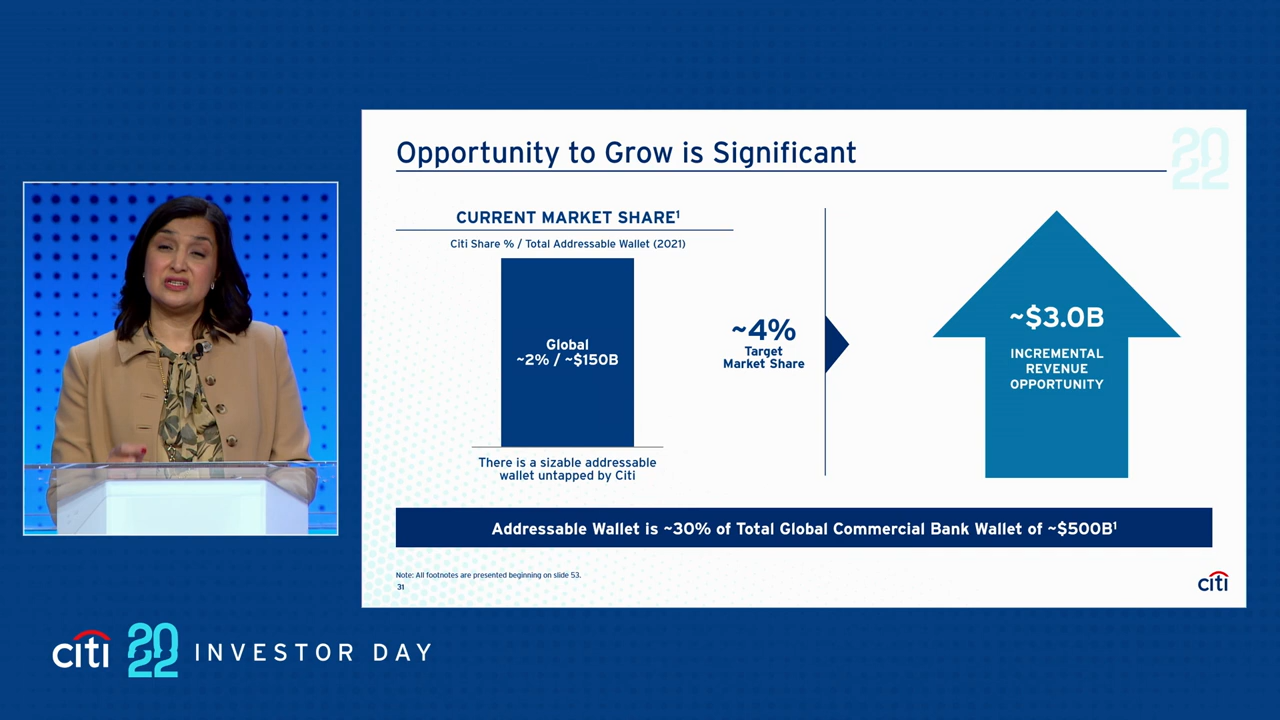 Opportunity to Grow is Significant
2022
CURRENT MARKET SHARE¹
Citi Share % / Total Addressable Wallet (2021)
Global
~2% / ~$150B
There is a sizable addressable
wallet untapped by Citi
~4%
Target
Market Share
~$3.0B
INCREMENTAL
REVENUE
OPPORTUNITY
Addressable Wallet is ~30% of Total Global Commercial Bank Wallet of ~$500B¹
Note: All footnotes are presented beginning on slide 53.
31
citi
citi 2022 INVESTOR DAY